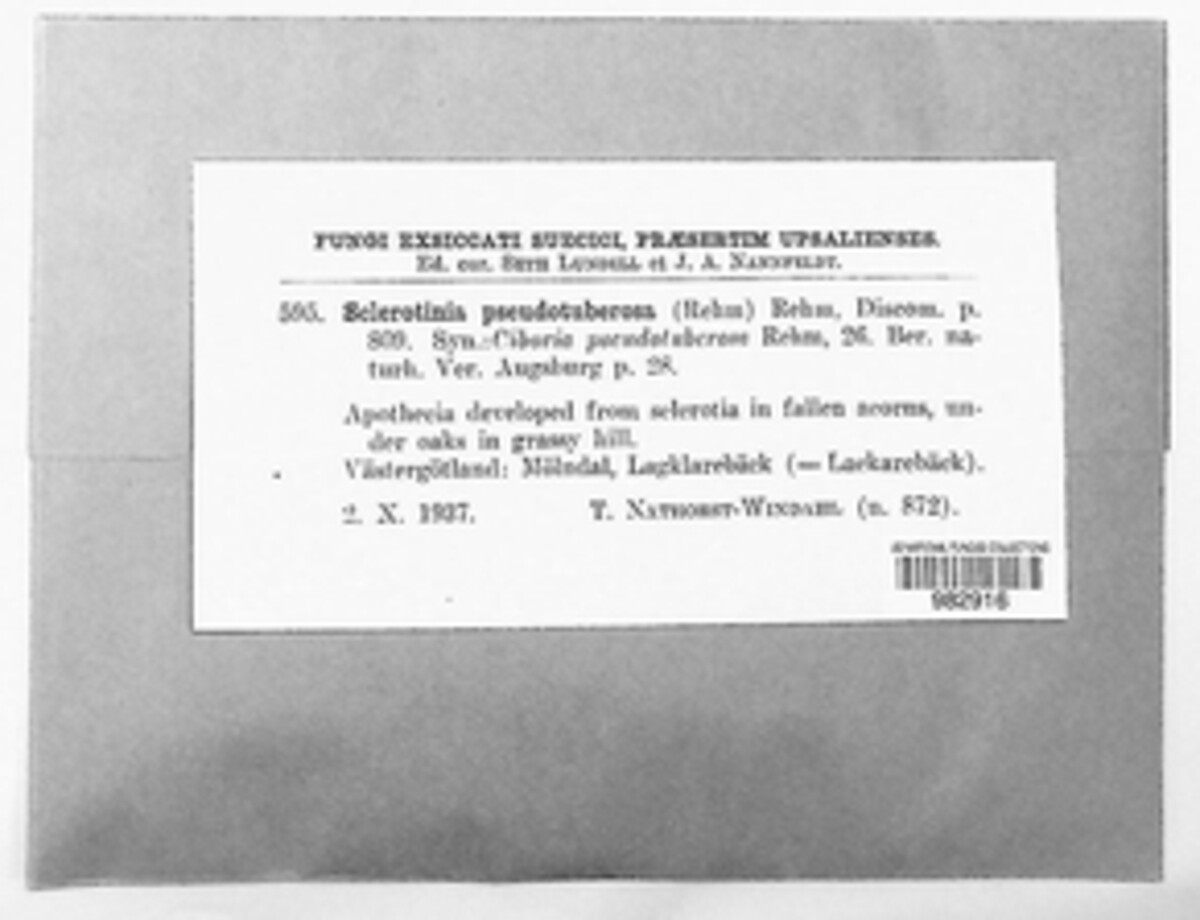 FUNGI EXSICCATI SUECICI, PRÆSERTIM UPSALIENSES.
Ed. cur. SETH LUNDELL et J. A. NANNFELDT.
595. Sclerotinia pseudotuberosa (Rehm) Rehm, Discom. p.
809. Syn.: Ciboria pseudotuberosa Rehm, 26. Ber. na-
turh. Ver. Augsburg p. 28.
Apothecia developed from sclerotia in fallen acorns, un-
der oaks in grassy hill.
Västergötland: Mölndal, Lagklarebäck (= Lackarebäck).
2. X. 1937. T. NATHORST-WINDAHL (n. 872).
982916